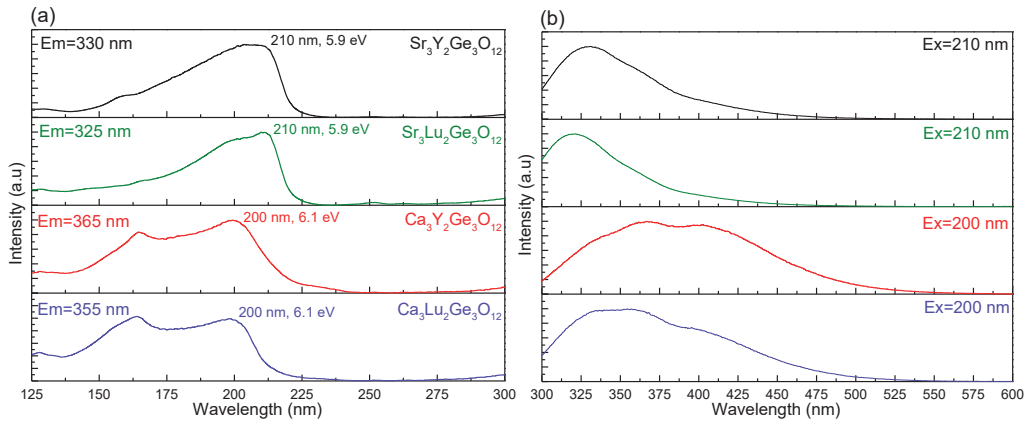 (a)
Em=330 nm
210 nm, 5.9 eV
Sr₃Y₂Ge₃O₁₂
Em=325 nm
210 nm, 5.9 eV
Sr₃Lu₂Ge₃O₁₂
Em=365 nm
200 nm, 6.1 eV
Ca₃Y₂Ge₃O₁₂
Em=355 nm
200 nm, 6.1 eV
Ca₃Lu₂Ge₃O₁₂
Intensity (a.u)
125 150 175 200 225 250 275 300
Wavelength (nm)
(b)
Ex=210 nm
Ex=210 nm
Ex=200 nm
Ex=200 nm
Intensity (a.u)
300 325 350 375 400 425 450 475 500 525 550 575 600
Wavelength (nm)